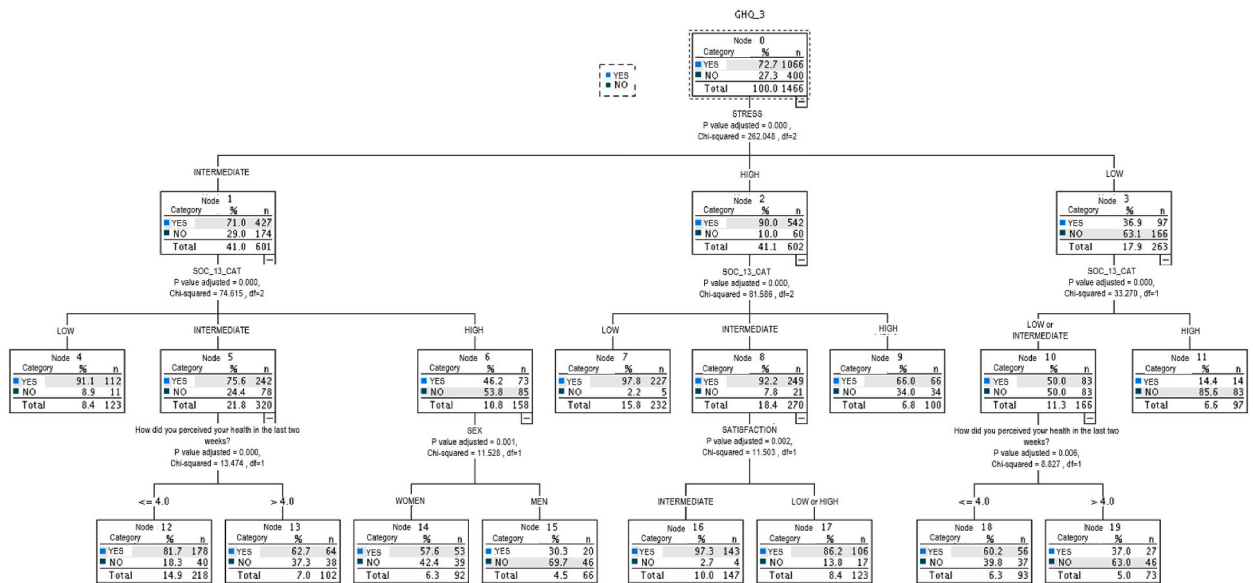 GHQ_3
Node 0
Category % n
YES 72.7 1066
NO 27.3 400
Total 100.0 1466
YES
NO
STRESS
P value adjusted = 0.000 ,
Chi-squared = 262.048 , df=2
INTERMEDIATE
HIGH
LOW
Node 1
Category % n
YES 71.0 427
NO 29.0 174
Total 41.0 601
Node 2
Category % n
YES 90.0 542
NO 10.0 60
Total 41.1 602
Node 3
Category % n
YES 36.9 97
NO 63.1 166
Total 17.9 263
SOC_13_CAT
P value adjusted = 0.000,
Chi-squared = 74.615 , df=2
SOC_13_CAT
P value adjusted = 0.000,
Chi-squared = 81.586 , df=2
SOC_13_CAT
P value adjusted = 0.000,
Chi-squared = 33.270 , df=1
LOW
INTERMEDIATE
HIGH
LOW
INTERMEDIATE
HIGH
LOW or
INTERMEDIATE
HIGH
Node 4
Category % n
YES 91.1 112
NO 8.9 11
Total 8.4 123
Node 5
Category % n
YES 75.6 242
NO 24.4 78
Total 21.8 320
Node 6
Category % n
YES 46.2 73
NO 53.8 85
Total 10.8 158
Node 7
Category % n
YES 97.8 227
NO 2.2 5
Total 15.8 232
Node 8
Category % n
YES 92.2 249
NO 7.8 21
Total 18.4 270
Node 9
Category % n
YES 66.0 66
NO 34.0 34
Total 6.8 100
Node 10
Category % n
YES 50.0 83
NO 50.0 83
Total 11.3 166
Node 11
Category % n
YES 14.4 14
NO 85.6 83
Total 6.6 97
How did you perceived your health in the last two
weeks?
P value adjusted = 0.000,
Chi-squared = 13.474 , df=1
SEX
P value adjusted = 0.001,
Chi-squared = 11.528 , df=1
SATISFACTION
P value adjusted = 0.002,
Chi-squared = 11.503 , df=1
How did you perceived your health in the last two
weeks?
P value adjusted = 0.006,
Chi-squared = 8.827 , df=1
<= 4.0
> 4.0
WOMEN
MEN
INTERMEDIATE
LOW or HIGH
<= 4.0
> 4.0
Node 12
Category % n
YES 81.7 178
NO 18.3 40
Total 14.9 218
Node 13
Category % n
YES 62.7 64
NO 37.3 38
Total 7.0 102
Node 14
Category % n
YES 57.6 53
NO 42.4 39
Total 6.3 92
Node 15
Category % n
YES 30.3 20
NO 69.7 46
Total 4.5 66
Node 16
Category % n
YES 97.3 143
NO 2.7 4
Total 10.0 147
Node 17
Category % n
YES 86.2 106
NO 13.8 17
Total 8.4 123
Node 18
Category % n
YES 60.2 56
NO 39.8 37
Total 6.3 93
Node 19
Category % n
YES 37.0 27
NO 63.0 46
Total 5.0 73